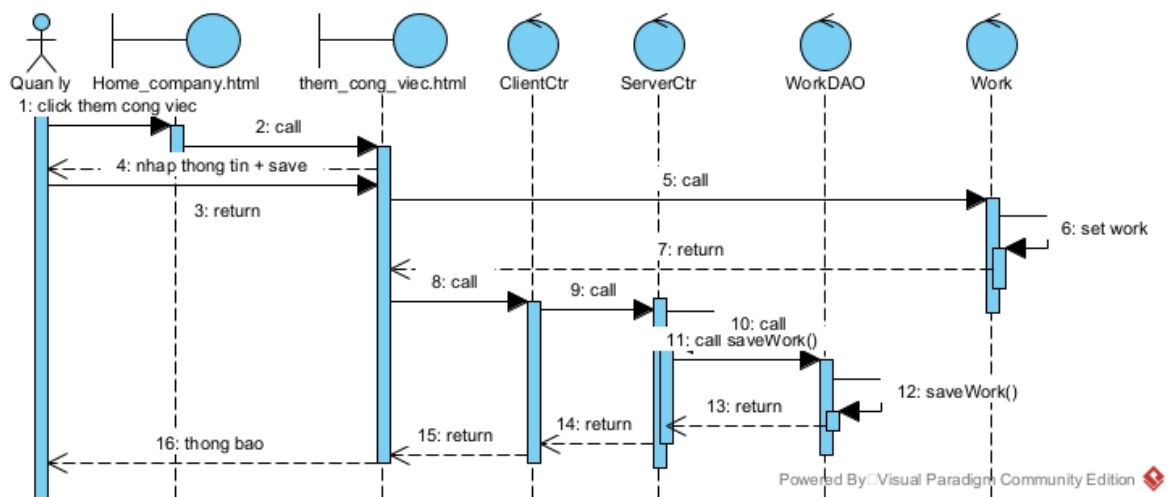 Quan ly
Home_company.html
them_cong_viec.html
ClientCtr
ServerCtr
WorkDAO
Work
1: click them cong viec
2: call
4: nhap thong tin + save
5: call
3: return
6: set work
7: return
8: call
9: call
10: call
11: call saveWork()
12: saveWork()
13: return
14: return
15: return
16: thong bao
Powered By Visual Paradigm Community Edition